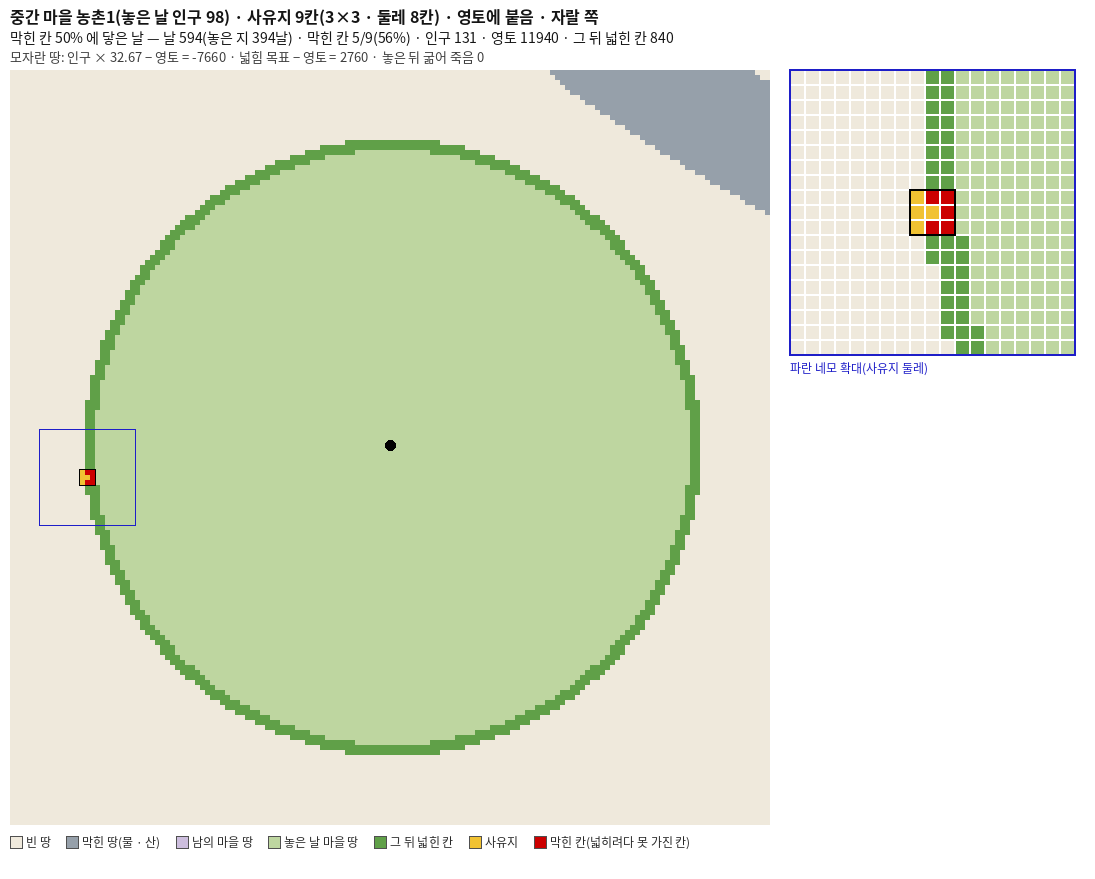 중간 마을 농촌1(놓은 날 인구 98) · 사유지 9칸(3×3 · 둘레 8칸) · 영토에 붙음 · 자랄 쪽
막힌 칸 50% 에 닿은 날 — 날 594(놓은 지 394날) · 막힌 칸 5/9(56%) · 인구 131 · 영토 11940 · 그 뒤 넓힌 칸 840
모자란 땅: 인구 × 32.67 − 영토 = -7660 · 넓힘 목표 − 영토 = 2760 · 놓은 뒤 굶어 죽음 0
파란 네모 확대(사유지 둘레)
빈 땅 막힌 땅(물 · 산) 남의 마을 땅 놓은 날 마을 땅 그 뒤 넓힌 칸 사유지 막힌 칸(넓히려다 못 가진 칸)